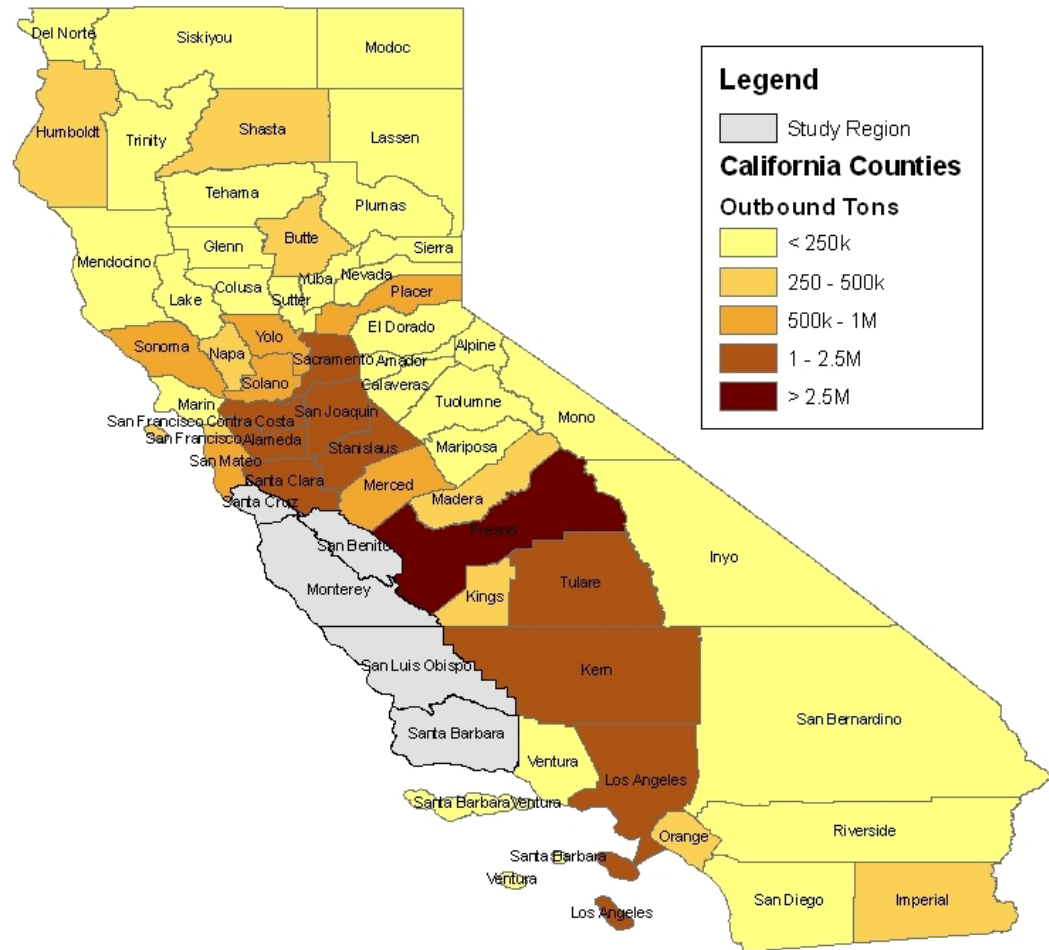 Del Norte
Siskiyou
Modoc
Humboldt
Trinity
Shasta
Lassen
Tehama
Plumas
Glenn
Butte
Sierra
Mendocino
Lake
Colusa
Sutter
Yuba
Nevada
Placer
El Dorado
Sonoma
Napa
Yolo
Sacramento
Amador
Alpine
Solano
Calaveras
Marin
San Francisco
Contra Costa
San Joaquin
Tuolumne
Mono
San Francisco
Alameda
Stanislaus
Mariposa
San Mateo
Santa Clara
Merced
Madera
Santa Cruz
Fresno
San Benito
Inyo
Monterey
Kings
Tulare
San Luis Obispo
Kern
Santa Barbara
San Bernardino
Ventura
Los Angeles
Santa Barbara
Ventura
Orange
Riverside
Santa Barbara
Ventura
San Diego
Imperial
Los Angeles
Legend
Study Region
California Counties
Outbound Tons
< 250k
250 - 500k
500k - 1M
1 - 2.5M
> 2.5M